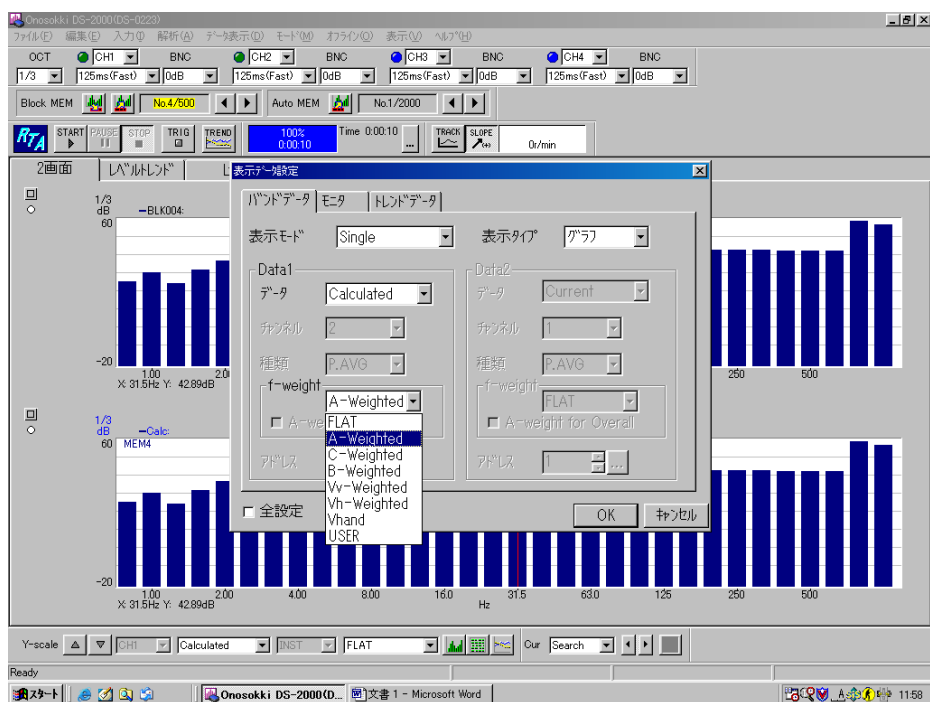 Onosokki DS-2000(DS-0223)
ファイル(F) 編集(E) 入力(I) 解析(A) データ表示(D) モード(M) オフライン(O) 表示(V) ヘルプ(H)
OCT CH1 BNC CH2 BNC CH3 BNC CH4 BNC
1/3 125ms(Fast) 0dB 125ms(Fast) 0dB 125ms(Fast) 0dB 125ms(Fast) 0dB
Block MEM No.4/500 Auto MEM No.1/2000
RTA START PAUSE STOP TRIG TREND 100% 0:00:10 Time 0:00:10 ... TRACK SLOPE (+) 0r/min
2画面 レベルトレンド
1/3
dB —BLK004:
60
-20
1.00 2.0 250 500
X: 31.5Hz Y: 42.89dB
1/3
dB —Calc:
60 MEM4
-20
1.00 2.00 4.00 8.00 16.0 31.5 63.0 125 250 500
X: 31.5Hz Y: 42.89dB Hz
表示データ設定
バンドデータ モニタ トレンドデータ
表示モード Single 表示タイプ グラフ
Data1
データ Calculated
チャンネル 2
種類 P.AVG
f-weight
A-Weighted
A-we
FLAT
A-Weighted
C-Weighted
B-Weighted
Vv-Weighted
Vh-Weighted
Vhand
USER
アドレス
Data2
データ Current
チャンネル 1
種類 P.AVG
f-weight
FLAT
A-weight for Overall
アドレス 1 ...
全設定 OK キャンセル
Y-scale CH1 Calculated INST FLAT Cur Search
Ready
スタート Onosokki DS-2000(D... 文書 1 - Microsoft Word 11:58